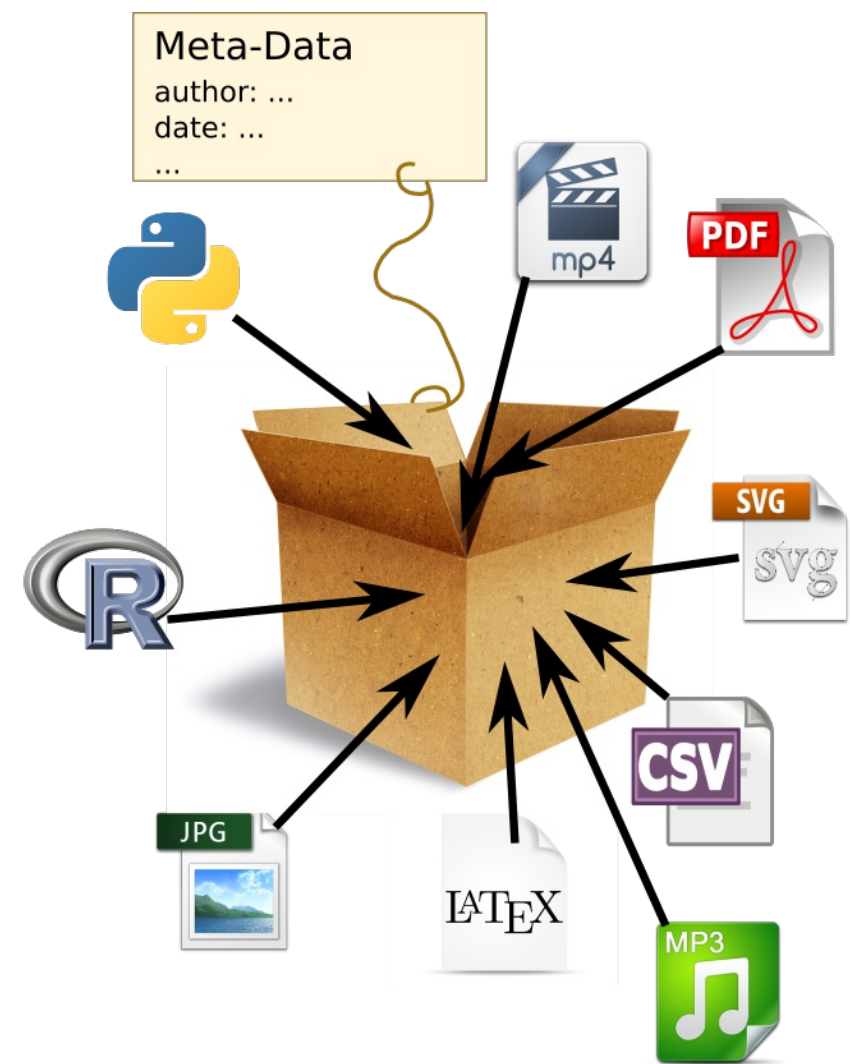 Meta-Data
author: ...
date: ...
...
mp4
PDF
SVG
svg
R
CSV
JPG
LATEX
MP3